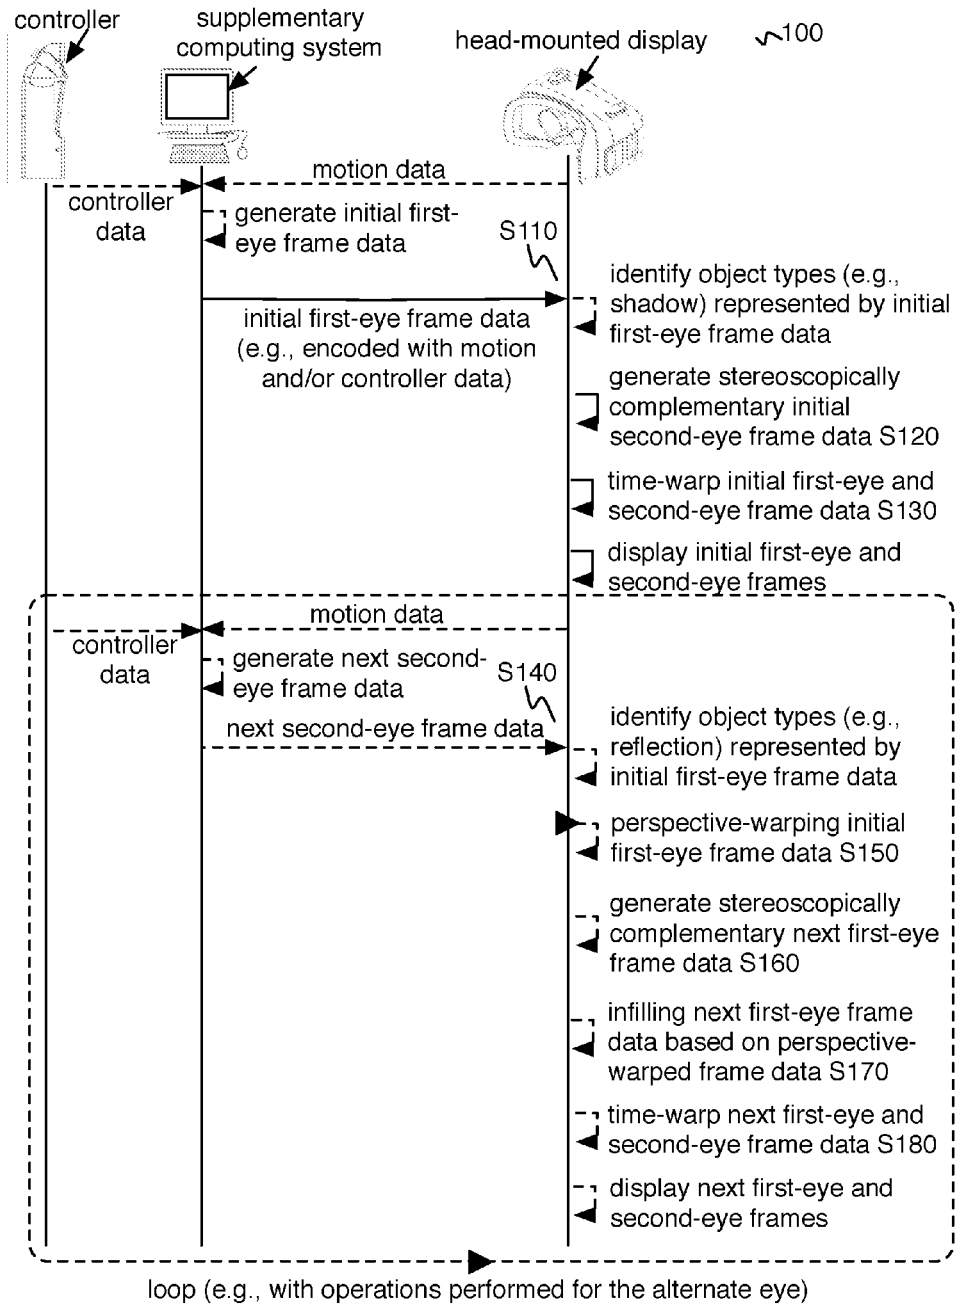 controller
supplementary
computing system
head-mounted display
100
motion data
controller
data
generate initial first-
eye frame data
S110
identify object types (e.g.,
shadow) represented by initial
first-eye frame data
initial first-eye frame data
(e.g., encoded with motion
and/or controller data)
generate stereoscopically
complementary initial
second-eye frame data S120
time-warp initial first-eye and
second-eye frame data S130
display initial first-eye and
second-eye frames
motion data
controller
data
generate next second-
eye frame data
S140
next second-eye frame data
identify object types (e.g.,
reflection) represented by
initial first-eye frame data
perspective-warping initial
first-eye frame data S150
generate stereoscopically
complementary next first-eye
frame data S160
infilling next first-eye frame
data based on perspective-
warped frame data S170
time-warp next first-eye and
second-eye frame data S180
display next first-eye and
second-eye frames
loop (e.g., with operations performed for the alternate eye)